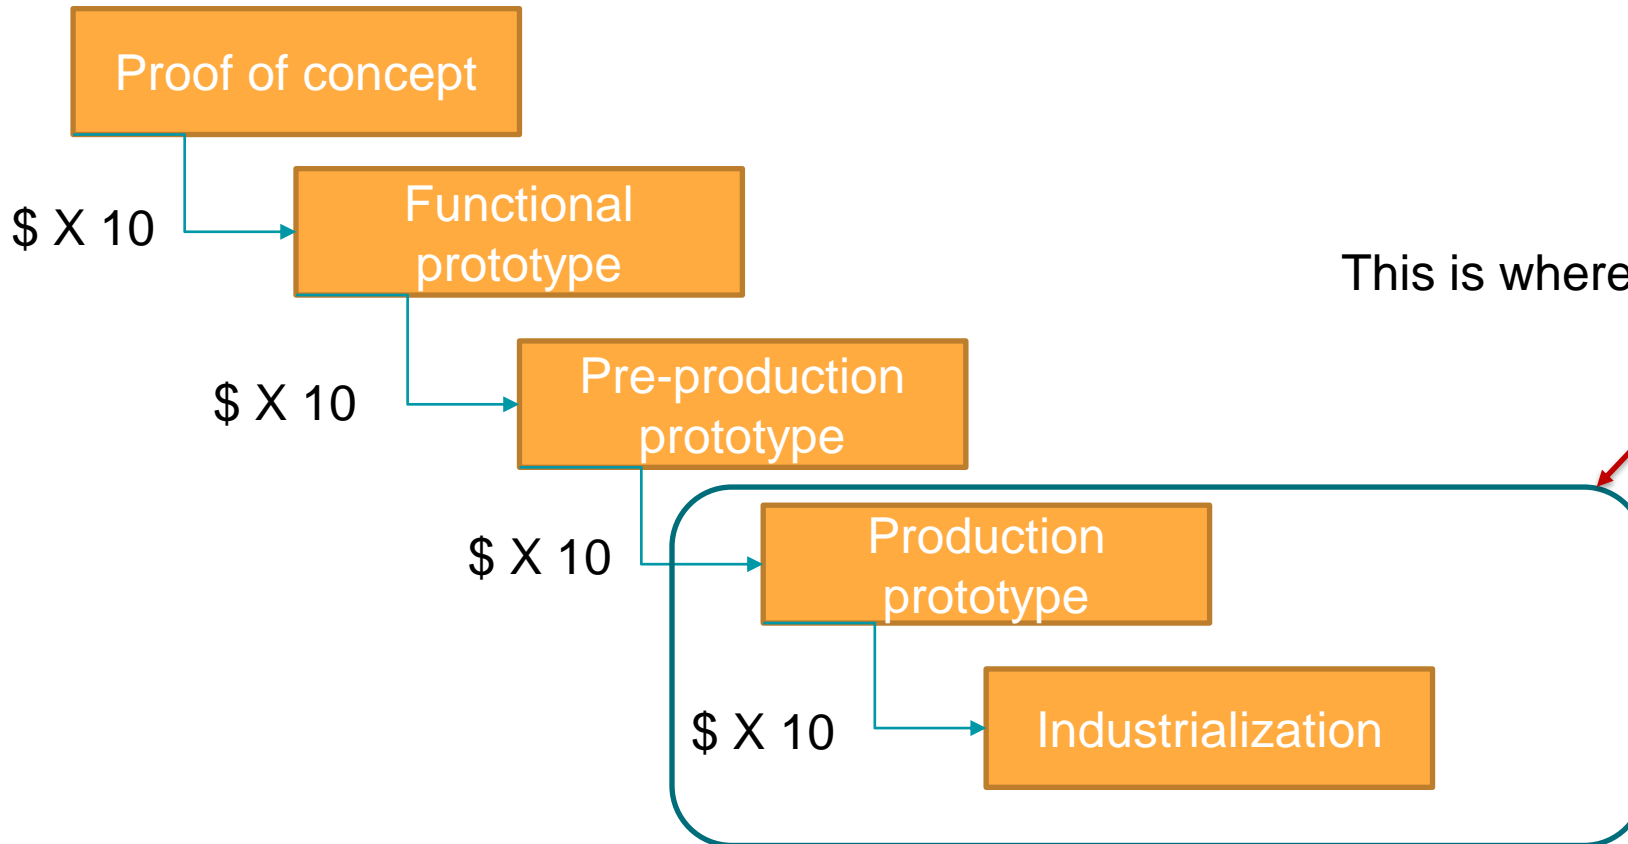 Proof of concept
$ X 10
Functional
prototype
This is where
$ X 10
Pre-production
prototype
$ X 10
Production
prototype
$ X 10
Industrialization